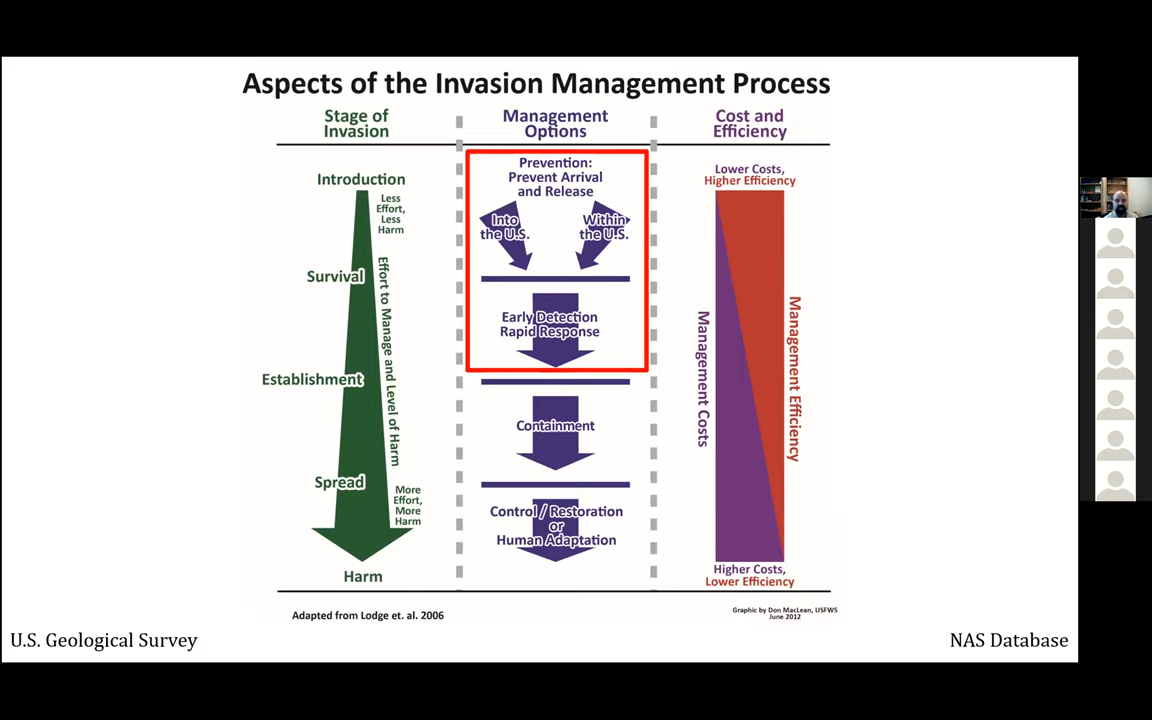 Aspects of the Invasion Management Process
Stage of
Invasion
Management
Options
Cost and
Efficiency
Introduction
Less
Effort,
Less
Harm
Survival
Effort to Manage and Level of Harm
Establishment
Spread
More
Effort,
More
Harm
Harm
Prevention:
Prevent Arrival
and Release
Into
the U.S.
Within
the U.S.
Early Detection
Rapid Response
Containment
Control / Restoration
or
Human Adaptation
Lower Costs,
Higher Efficiency
Management Costs
Management Efficiency
Higher Costs,
Lower Efficiency
Adapted from Lodge et. al. 2006
Graphic by Don MacLean, USFWS
June 2012
U.S. Geological Survey
NAS Database